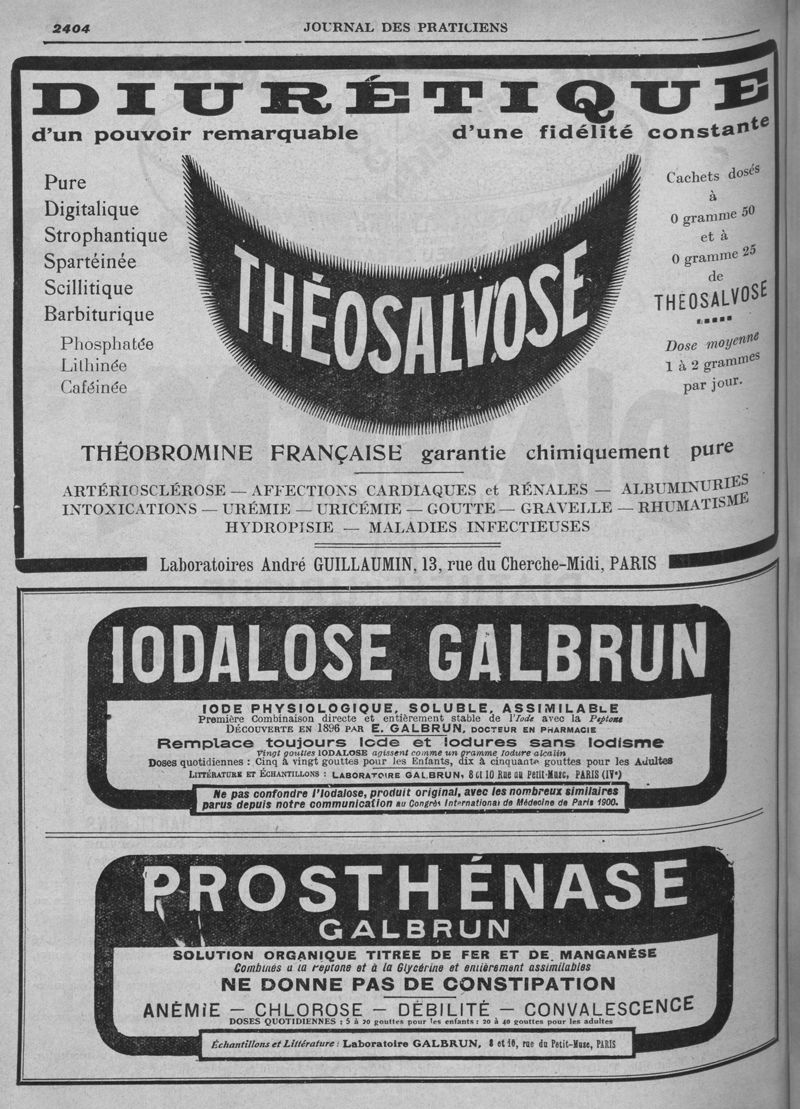 2404
JOURNAL DES PRATICIENS
DIURÉTIQUE
d'un pouvoir remarquable d'une fidélité constante
Pure
Digitalique
Strophantique
Spartéinée
Scillitique
Barbiturique
Phosphatée
Lithinée
Caféinée
THÉOSALVOSE
Cachets dosés
à
0 gramme 50
et à
0 gramme 25
de
THÉOSALVOSE
Dose moyenne
1 à 2 grammes
par jour.
THÉOBROMINE FRANÇAISE garantie chimiquement pure
ARTÉRIOSCLÉROSE — AFFECTIONS CARDIAQUES et RÉNALES — ALBUMINURIES
INTOXICATIONS — URÉMIE — URICÉMIE — GOUTTE — GRAVELLE — RHUMATISME
HYDROPISIE — MALADIES INFECTIEUSES
Laboratoires André GUILLAUMIN, 13, rue du Cherche-Midi, PARIS
IODALOSE GALBRUN
IODE PHYSIOLOGIQUE, SOLUBLE, ASSIMILABLE
Première Combinaison directe et entièrement stable de l'Iode avec la Peptone
DÉCOUVERTE EN 1896 PAR E. GALBRUN, DOCTEUR EN PHARMACIE
Remplace toujours Iode et Iodures sans Iodisme
Vingt gouttes IODALOSE agissent comme un gramme Iodure alcalin
Doses quotidiennes : Cinq à vingt gouttes pour les Enfants, dix à cinquante gouttes pour les Adultes
LITTÉRATURE ET ÉCHANTILLONS : LABORATOIRE GALBRUN, 8 et 10 Rue du Petit-Musc, PARIS (IVe)
Ne pas confondre l'Iodalose, produit original, avec les nombreux similaires
parus depuis notre communication au Congrès International de Médecine de Paris 1900.
PROSTHÉNASE
GALBRUN
SOLUTION ORGANIQUE TITRÉE DE FER ET DE MANGANÈSE
Combinés à la Peptone et à la Glycérine et entièrement assimilables
NE DONNE PAS DE CONSTIPATION
ANÉMIE — CHLOROSE — DÉBILITÉ — CONVALESCENCE
DOSES QUOTIDIENNES : 5 à 20 gouttes pour les enfants ; 20 à 40 gouttes pour les adultes
Échantillons et Littérature : Laboratoire GALBRUN, 8 et 10, rue du Petit-Musc, PARIS